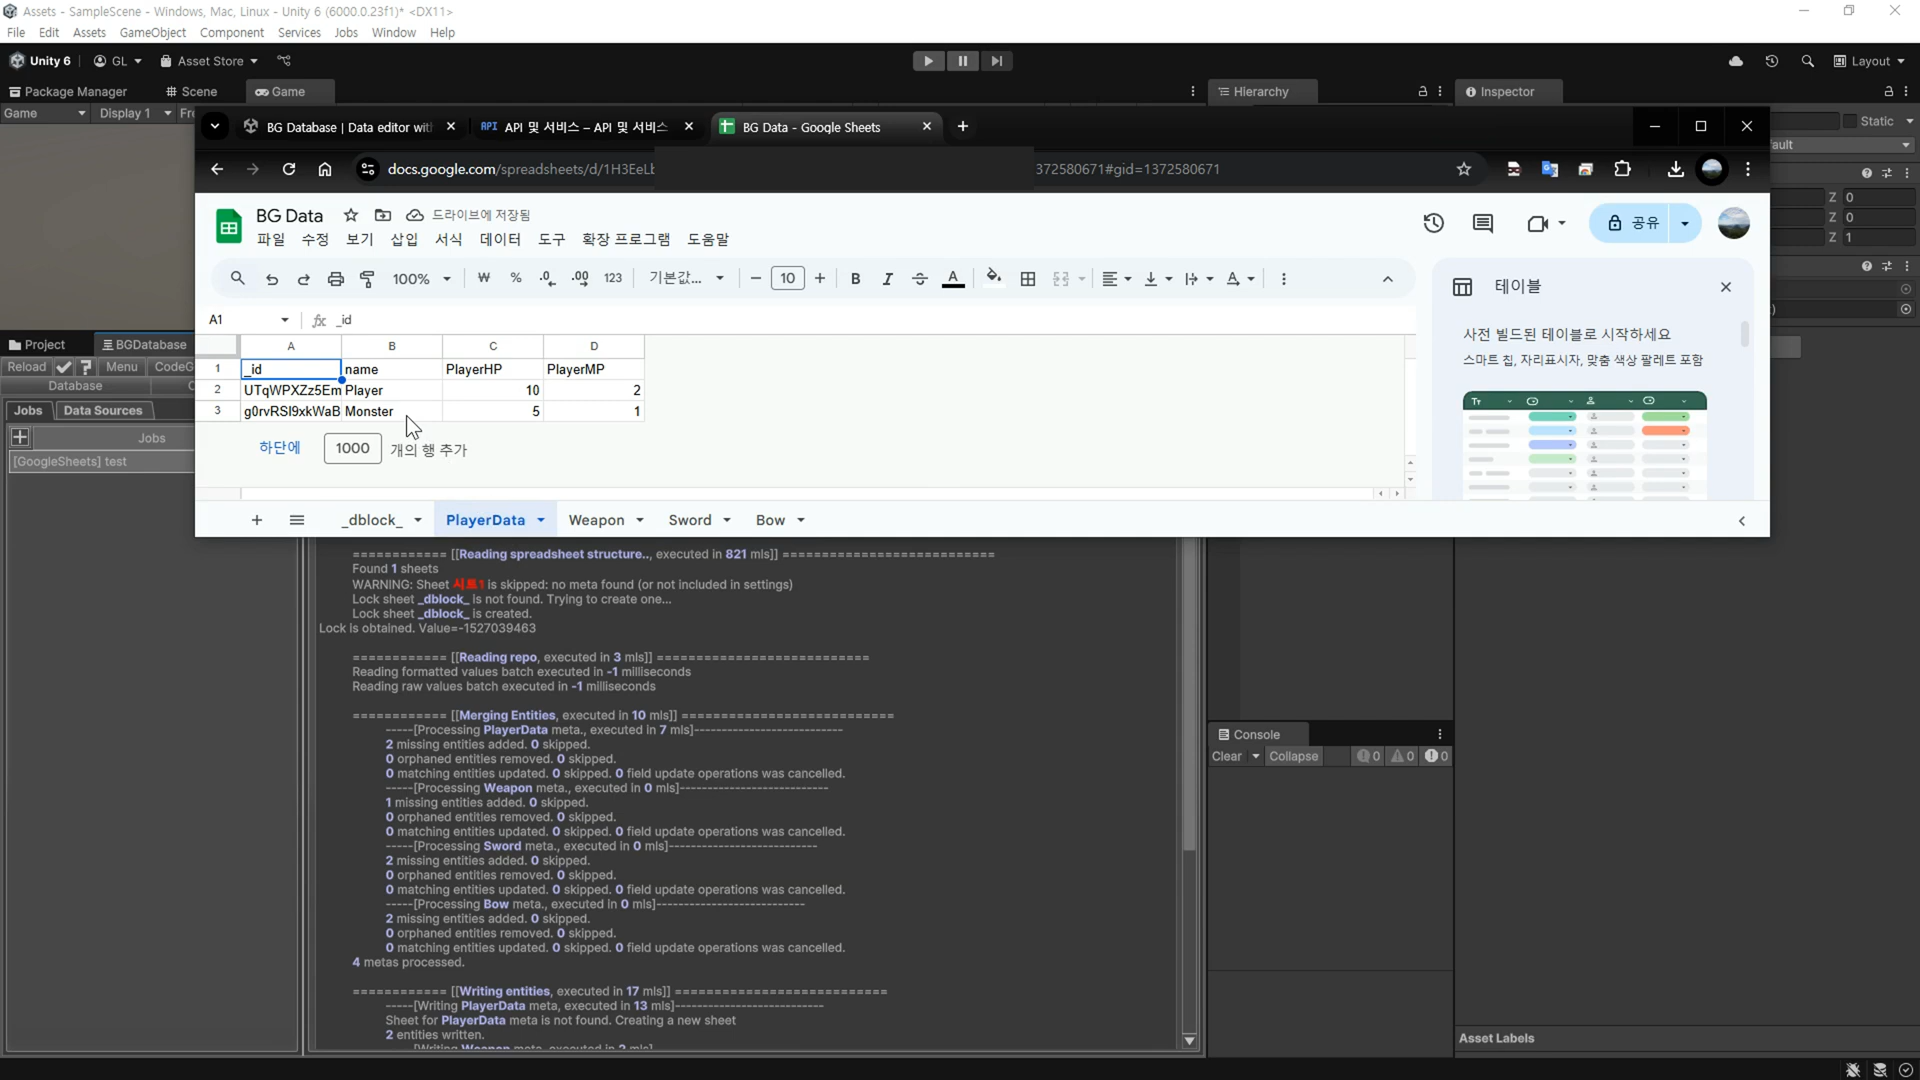 Assets - SampleScene - Windows, Mac, Linux - Unity 6 (6000.0.23f1)* <DX11>
File Edit Assets GameObject Component Services Jobs Window Help
Unity 6 GL Asset Store Layout
Package Manager Scene Game Hierarchy Inspector
Game Display 1 Static
BG Database | Data editor with API 및 서비스 – API 및 서비스 BG Data - Google Sheets
docs.google.com/spreadsheets/d/1H3EeLt 372580671#gid=1372580671
Z 0
BG Data 드라이브에 저장됨
공유
Z 0
파일 수정 보기 삽입 서식 데이터 도구 확장 프로그램 도움말
Z 1
100% ₩ % .0 .00 123 기본값... 10 B I A
테이블
A1 fx _id
사전 빌드된 테이블로 시작하세요
스마트 칩, 자리표시자, 맞춤 색상 팔레트 포함
A B C D
1 _id name PlayerHP PlayerMP
2 UTqWPXZz5Em Player 10 2
3 g0rvRSI9xkWaB Monster 5 1
하단에 1000 개의 행 추가
_dblock_ PlayerData Weapon Sword Bow
Project BGDatabase
Reload Menu CodeG
Database
Jobs Data Sources
Jobs
[GoogleSheets] test
============ [[Reading spreadsheet structure.., executed in 821 mls]] ===========================
Found 1 sheets
WARNING: Sheet 시트1 is skipped: no meta found (or not included in settings)
Lock sheet _dblock_ is not found. Trying to create one...
Lock sheet _dblock_ is created.
Lock is obtained. Value=-1527039463
============ [[Reading repo, executed in 3 mls]] ===========================
Reading formatted values batch executed in -1 milliseconds
Reading raw values batch executed in -1 milliseconds
============ [[Merging Entities, executed in 10 mls]] ===========================
-----[Processing PlayerData meta., executed in 7 mls]---------------------------
2 missing entities added. 0 skipped.
0 orphaned entities removed. 0 skipped.
0 matching entities updated. 0 skipped. 0 field update operations was cancelled.
-----[Processing Weapon meta., executed in 0 mls]---------------------------
1 missing entities added. 0 skipped.
0 orphaned entities removed. 0 skipped.
0 matching entities updated. 0 skipped. 0 field update operations was cancelled.
-----[Processing Sword meta., executed in 0 mls]---------------------------
2 missing entities added. 0 skipped.
0 orphaned entities removed. 0 skipped.
0 matching entities updated. 0 skipped. 0 field update operations was cancelled.
-----[Processing Bow meta., executed in 0 mls]---------------------------
2 missing entities added. 0 skipped.
0 orphaned entities removed. 0 skipped.
0 matching entities updated. 0 skipped. 0 field update operations was cancelled.
4 metas processed.
============ [[Writing entities, executed in 17 mls]] ===========================
-----[Writing PlayerData meta, executed in 13 mls]---------------------------
Sheet for PlayerData meta is not found. Creating a new sheet
2 entities written.
Console
Clear Collapse 0 0 0
Asset Labels